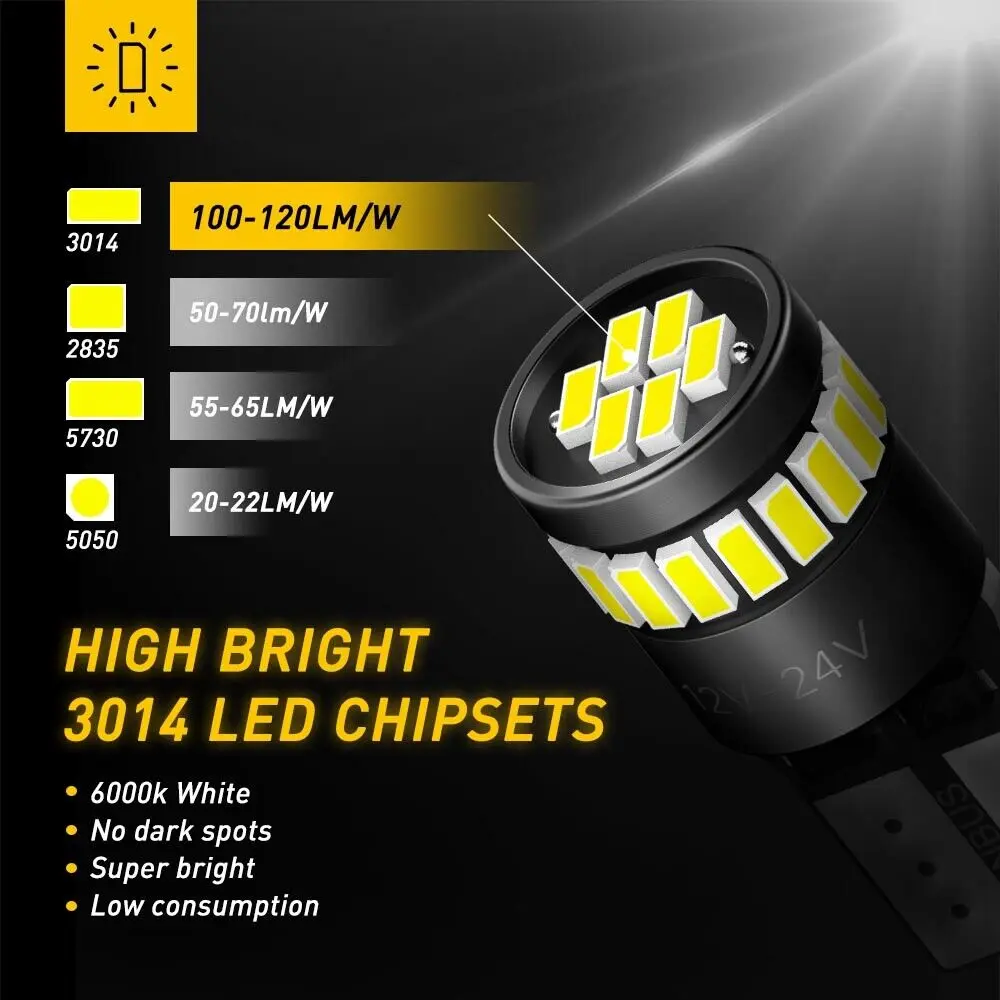 3014
100-120LM/W
2835
50-70lm/W
5730
55-65LM/W
5050
20-22LM/W
HIGH BRIGHT
3014 LED CHIPSETS
6000k White
No dark spots
Super bright
Low consumption
12V-24V